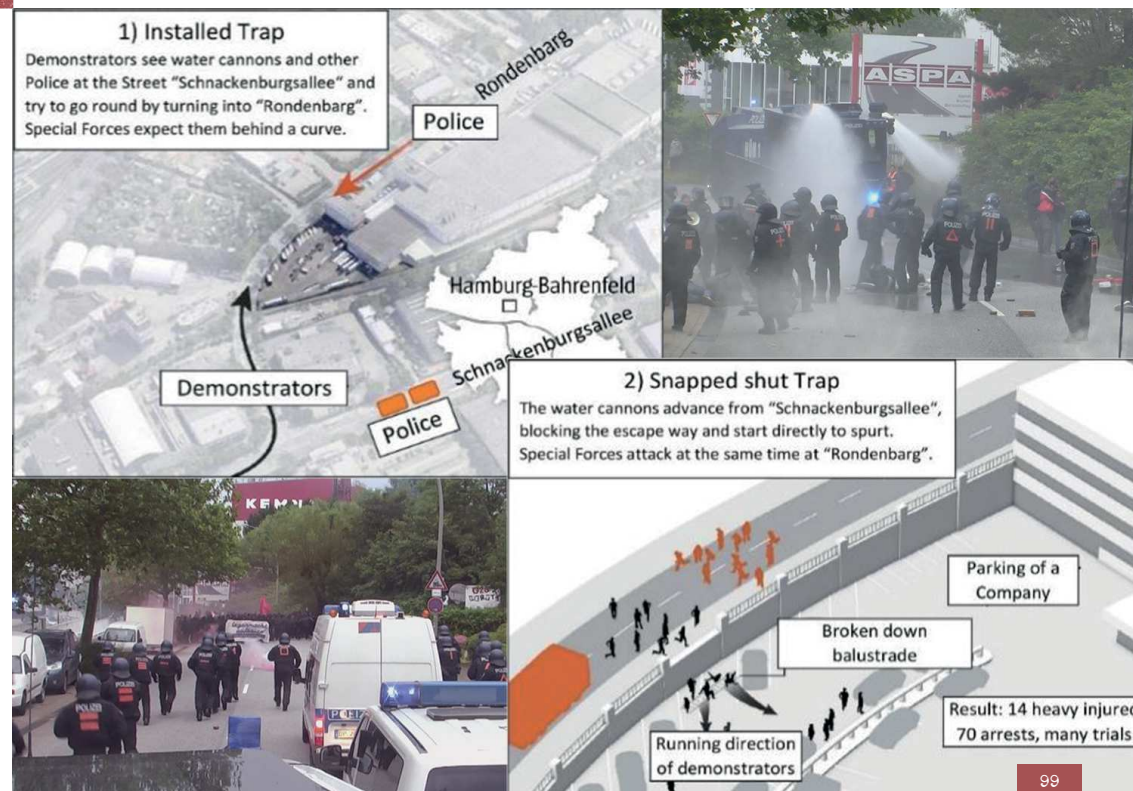 1) Installed Trap
Demonstrators see water cannons and other
Police at the Street “Schnackenburgsallee” and
try to go round by turning into “Rondenbarg”.
Special Forces expect them behind a curve.
Rondenbarg
Police
Hamburg-Bahrenfeld
Schnackenburgsallee
Demonstrators
Police
ASPA
POLIZEI
POLIZEI
2) Snapped shut Trap
The water cannons advance from “Schnackenburgsallee”,
blocking the escape way and start directly to spurt.
Special Forces attack at the same time at “Rondenbarg”.
POLIZEI
Parking of a
Company
Broken down
balustrade
Result: 14 heavy injured
70 arrests, many trials
Running direction
of demonstrators
99